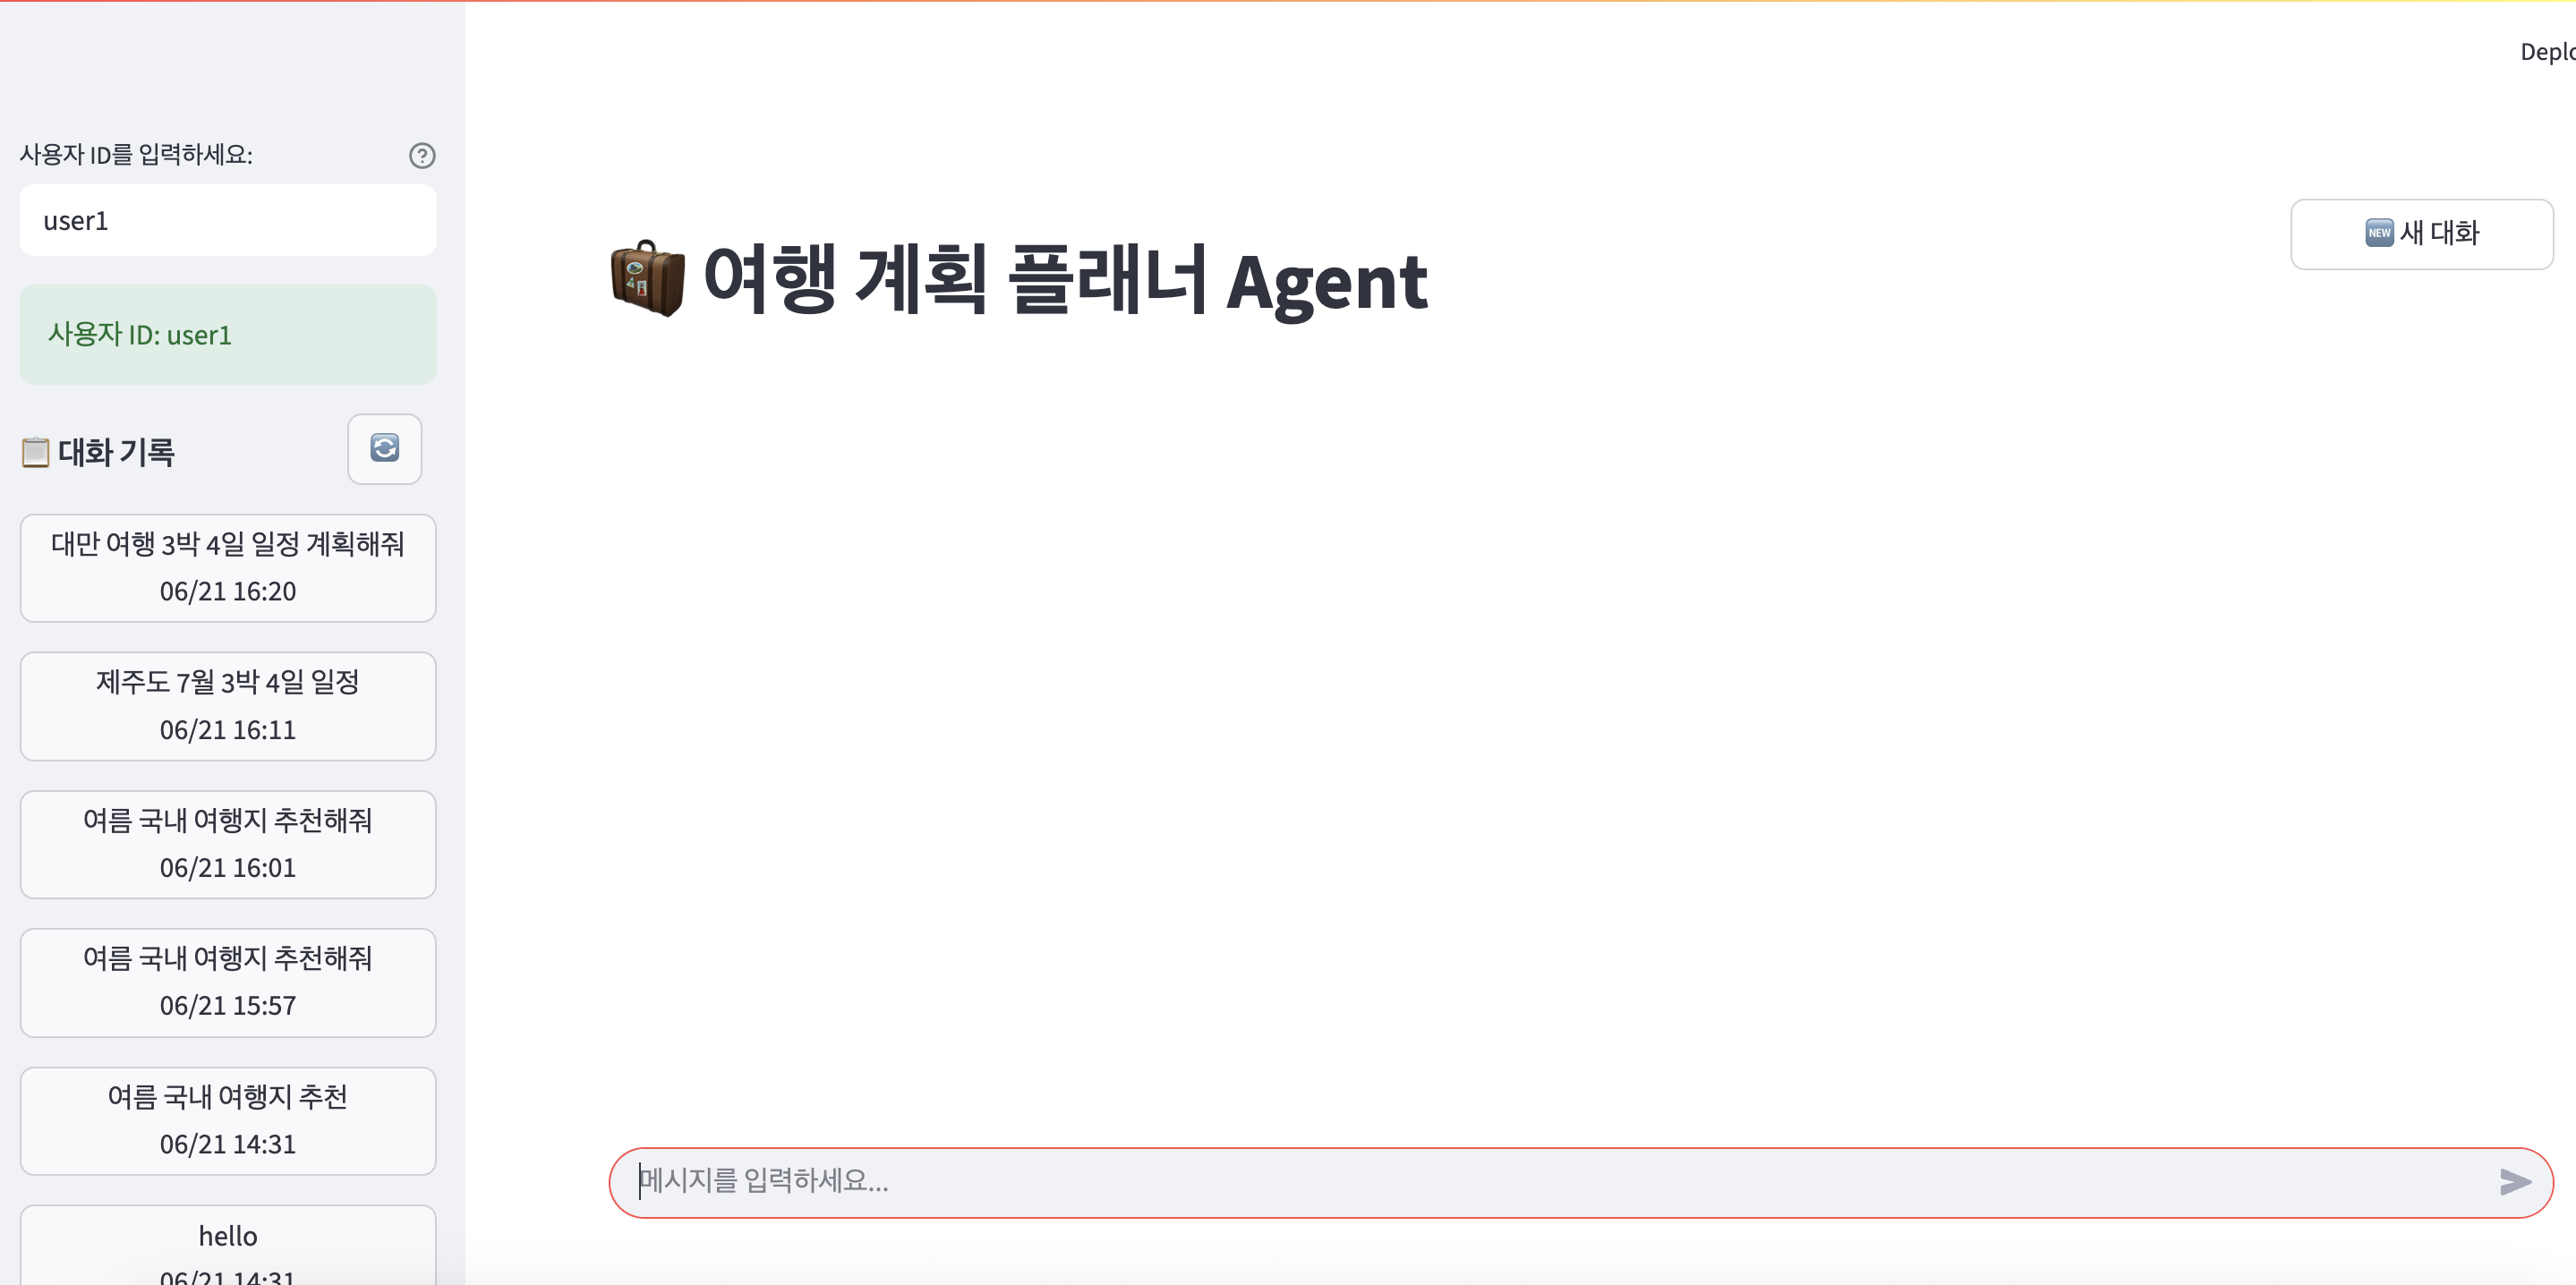 Deplo
사용자 ID를 입력하세요:
user1
사용자 ID: user1
대화 기록
대만 여행 3박 4일 일정 계획해줘
06/21 16:20
제주도 7월 3박 4일 일정
06/21 16:11
여름 국내 여행지 추천해줘
06/21 16:01
여름 국내 여행지 추천해줘
06/21 15:57
여름 국내 여행지 추천
06/21 14:31
hello
06/21 14:31
NEW 새 대화
여행 계획 플래너 Agent
메시지를 입력하세요...